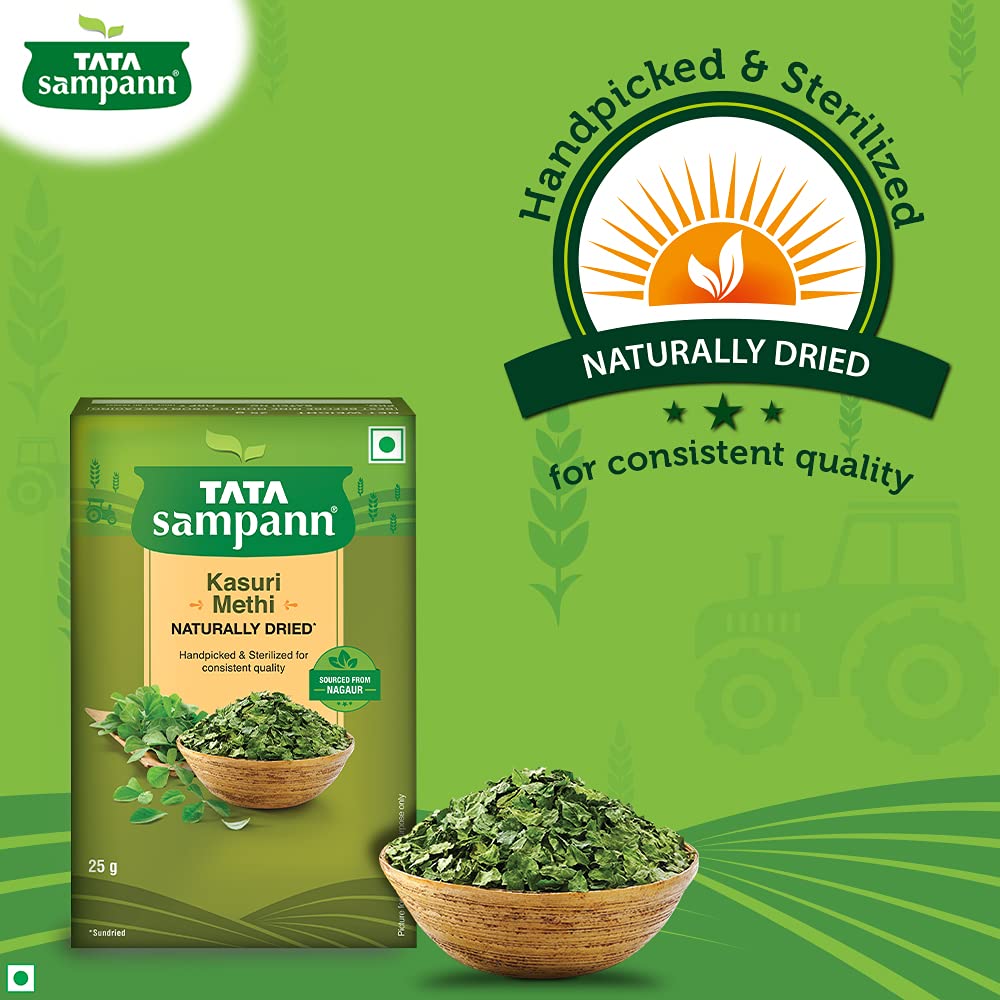 TATA
sampann®
Handpicked & Sterilized
NATURALLY DRIED
for consistent quality
TATA
sampann®
Kasuri
Methi
NATURALLY DRIED*
Handpicked & Sterilized for
consistent quality
SOURCED FROM
NAGAUR
25 g
*Sundried